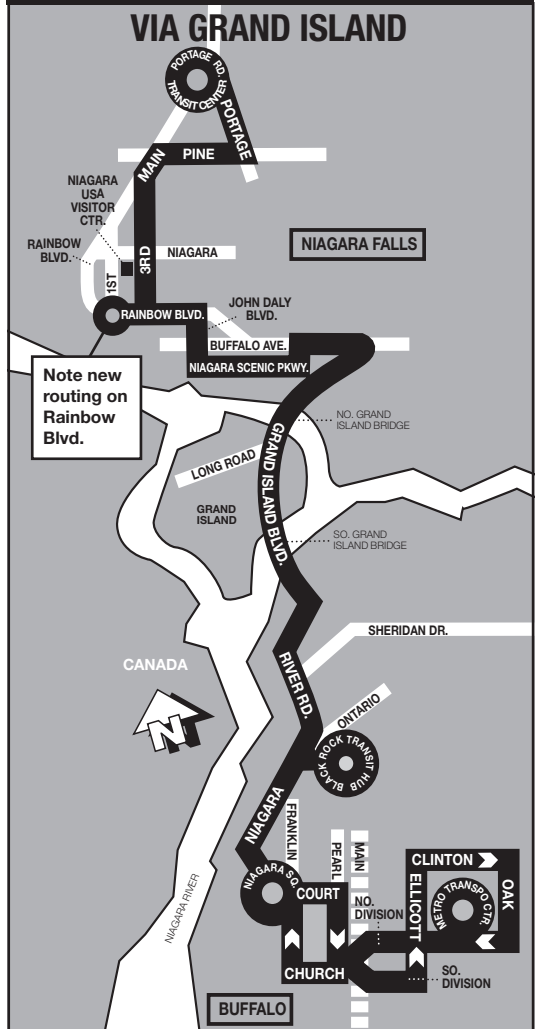 VIA GRAND ISLAND
PORTAGE RD.
TRANSIT CENTER
PORTAGE
MAIN
PINE
NIAGARA
USA
VISITOR
CTR.
RAINBOW
BLVD.
NIAGARA
NIAGARA FALLS
1ST
3RD
RAINBOW BLVD.
JOHN DALY
BLVD.
BUFFALO AVE.
NIAGARA SCENIC PKWY.
Note new
routing on
Rainbow
Blvd.
NO. GRAND
ISLAND BRIDGE
LONG ROAD
GRAND ISLAND BLVD.
GRAND
ISLAND
SO. GRAND
ISLAND BRIDGE
SHERIDAN DR.
CANADA
N
RIVER RD.
ONTARIO
BLACK ROCK TRANSIT HUB
NIAGARA
FRANKLIN
PEARL
MAIN
NIAGARA SQ.
COURT
NO.
DIVISION
CLINTON
ELLICOTT
OAK
METRO TRANSPO CTR.
NIAGARA RIVER
CHURCH
SO.
DIVISION
BUFFALO